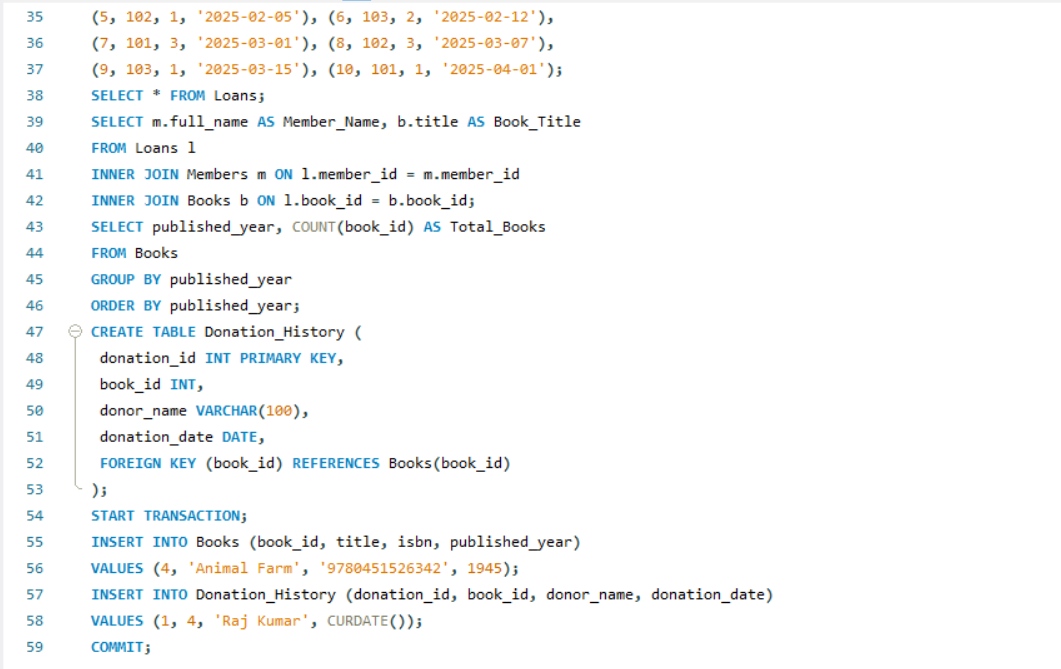 35 (5, 102, 1, '2025-02-05'), (6, 103, 2, '2025-02-12'),
36 (7, 101, 3, '2025-03-01'), (8, 102, 3, '2025-03-07'),
37 (9, 103, 1, '2025-03-15'), (10, 101, 1, '2025-04-01');
38 SELECT * FROM Loans;
39 SELECT m.full_name AS Member_Name, b.title AS Book_Title
40 FROM Loans l
41 INNER JOIN Members m ON l.member_id = m.member_id
42 INNER JOIN Books b ON l.book_id = b.book_id;
43 SELECT published_year, COUNT(book_id) AS Total_Books
44 FROM Books
45 GROUP BY published_year
46 ORDER BY published_year;
47 CREATE TABLE Donation_History (
48 donation_id INT PRIMARY KEY,
49 book_id INT,
50 donor_name VARCHAR(100),
51 donation_date DATE,
52 FOREIGN KEY (book_id) REFERENCES Books(book_id)
53 );
54 START TRANSACTION;
55 INSERT INTO Books (book_id, title, isbn, published_year)
56 VALUES (4, 'Animal Farm', '9780451526342', 1945);
57 INSERT INTO Donation_History (donation_id, book_id, donor_name, donation_date)
58 VALUES (1, 4, 'Raj Kumar', CURDATE());
59 COMMIT;